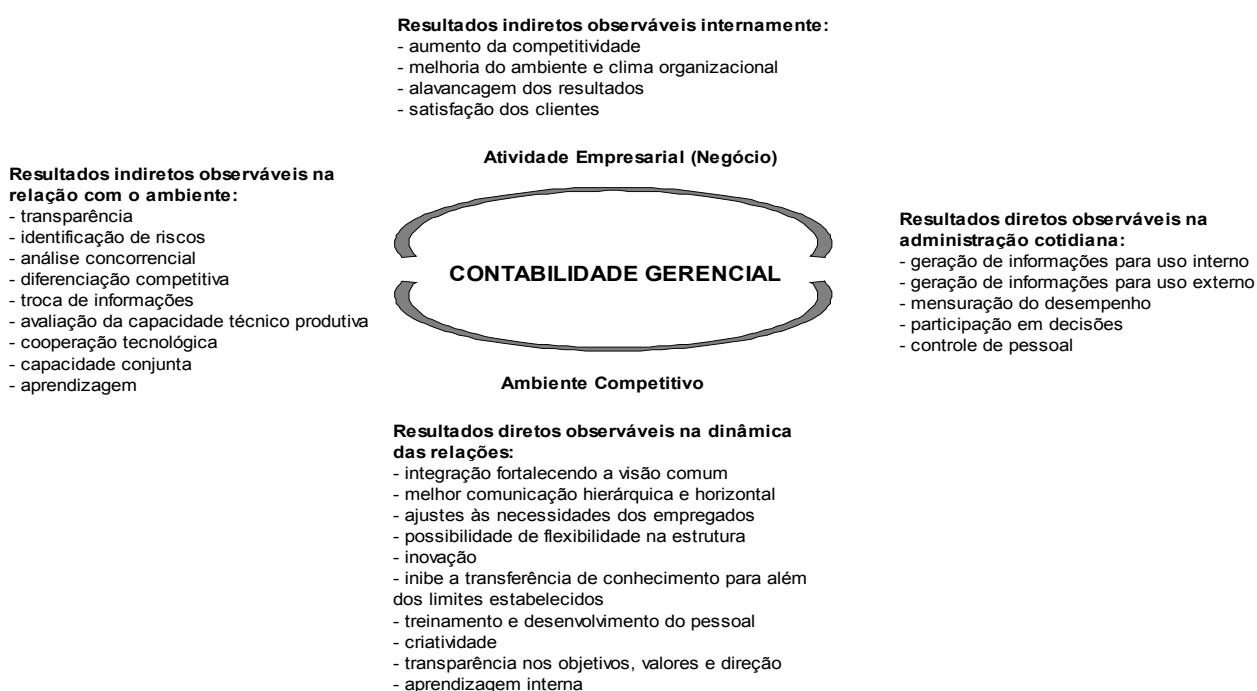 Resultados indiretos observáveis internamente:
- aumento da competitividade
- melhoria do ambiente e clima organizacional
- alavancagem dos resultados
- satisfação dos clientes
Atividade Empresarial (Negócio)
Resultados indiretos observáveis na
relação com o ambiente:
- transparência
- identificação de riscos
- análise concorrencial
- diferenciação competitiva
- troca de informações
- avaliação da capacidade técnico produtiva
- cooperação tecnológica
- capacidade conjunta
- aprendizagem
CONTABILIDADE GERENCIAL
Resultados diretos observáveis na
administração cotidiana:
- geração de informações para uso interno
- geração de informações para uso externo
- mensuração do desempenho
- participação em decisões
- controle de pessoal
Ambiente Competitivo
Resultados diretos observáveis na dinâmica
das relações:
- integração fortalecendo a visão comum
- melhor comunicação hierárquica e horizontal
- ajustes às necessidades dos empregados
- possibilidade de flexibilidade na estrutura
- inovação
- inibe a transferência de conhecimento para além
dos limites estabelecidos
- treinamento e desenvolvimento do pessoal
- criatividade
- transparência nos objetivos, valores e direção
- aprendizagem interna